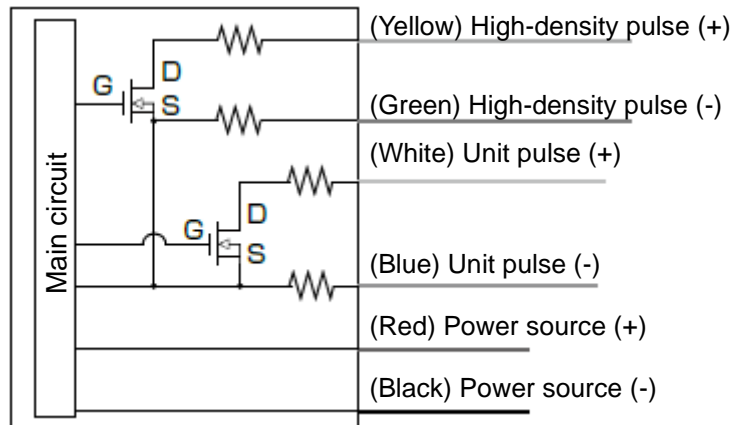 (Yellow) High-density pulse (+)
D
G
S
(Green) High-density pulse (-)
(White) Unit pulse (+)
Main circuit
D
G
S
(Blue) Unit pulse (-)
(Red) Power source (+)
(Black) Power source (-)